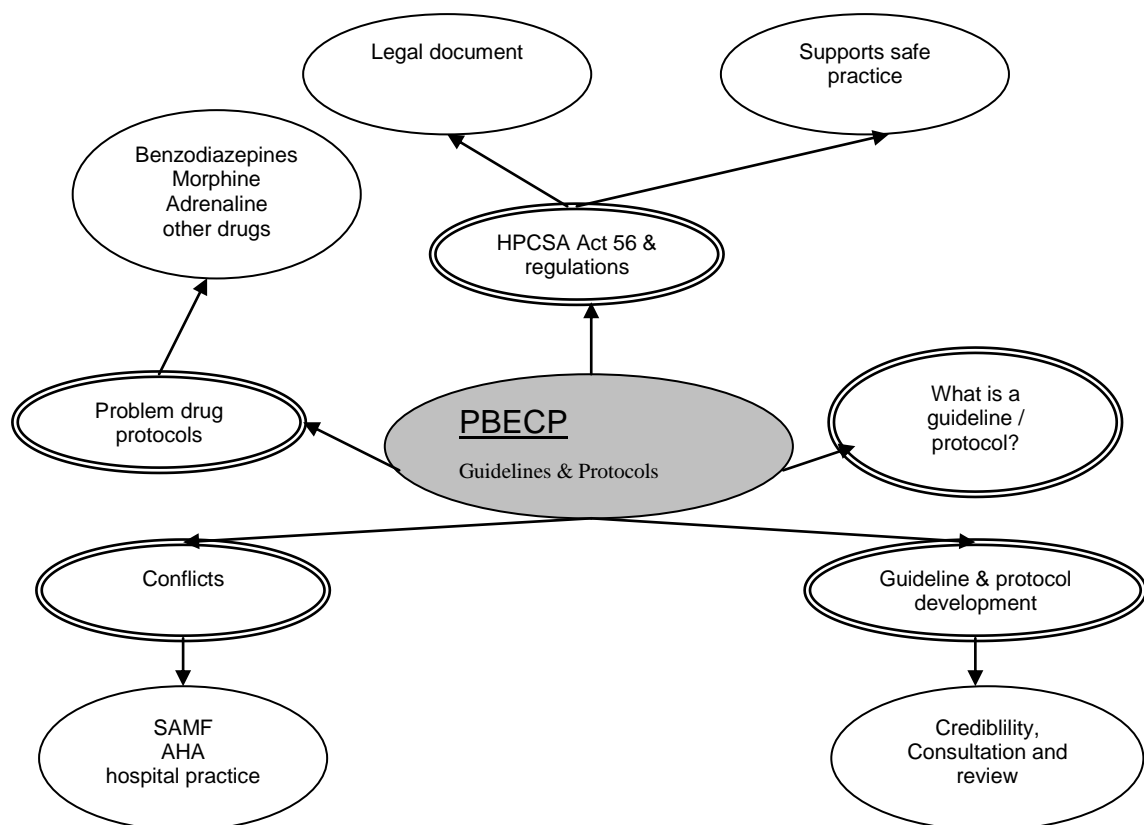 Legal document
Supports safe
practice
Benzodiazepines
Morphine
Adrenaline
other drugs
HPCSA Act 56 &
regulations
Problem drug
protocols
PBECP
Guidelines & Protocols
What is a
guideline /
protocol?
Conflicts
Guideline & protocol
development
SAMF
AHA
hospital practice
Crediblility,
Consultation and
review